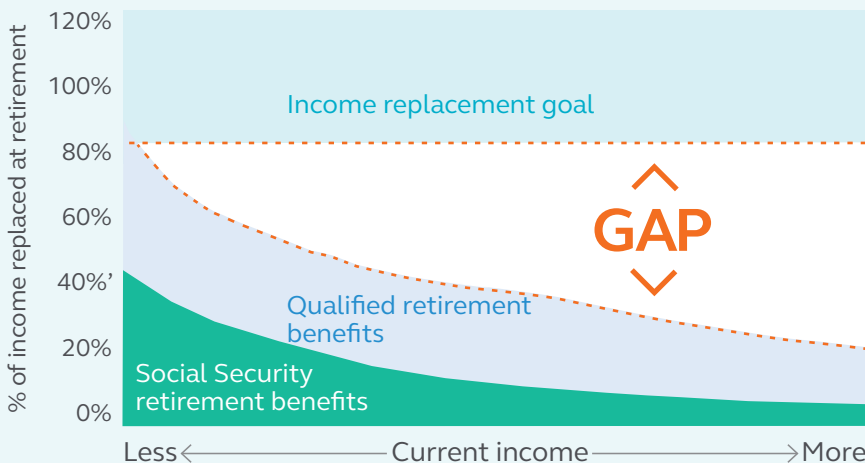 % of income replaced at retirement
120%
100%
80%
60%
40%'
20%
0%
Income replacement goal
GAP
Qualified retirement
benefits
Social Security
retirement benefits
Less
Current income
More